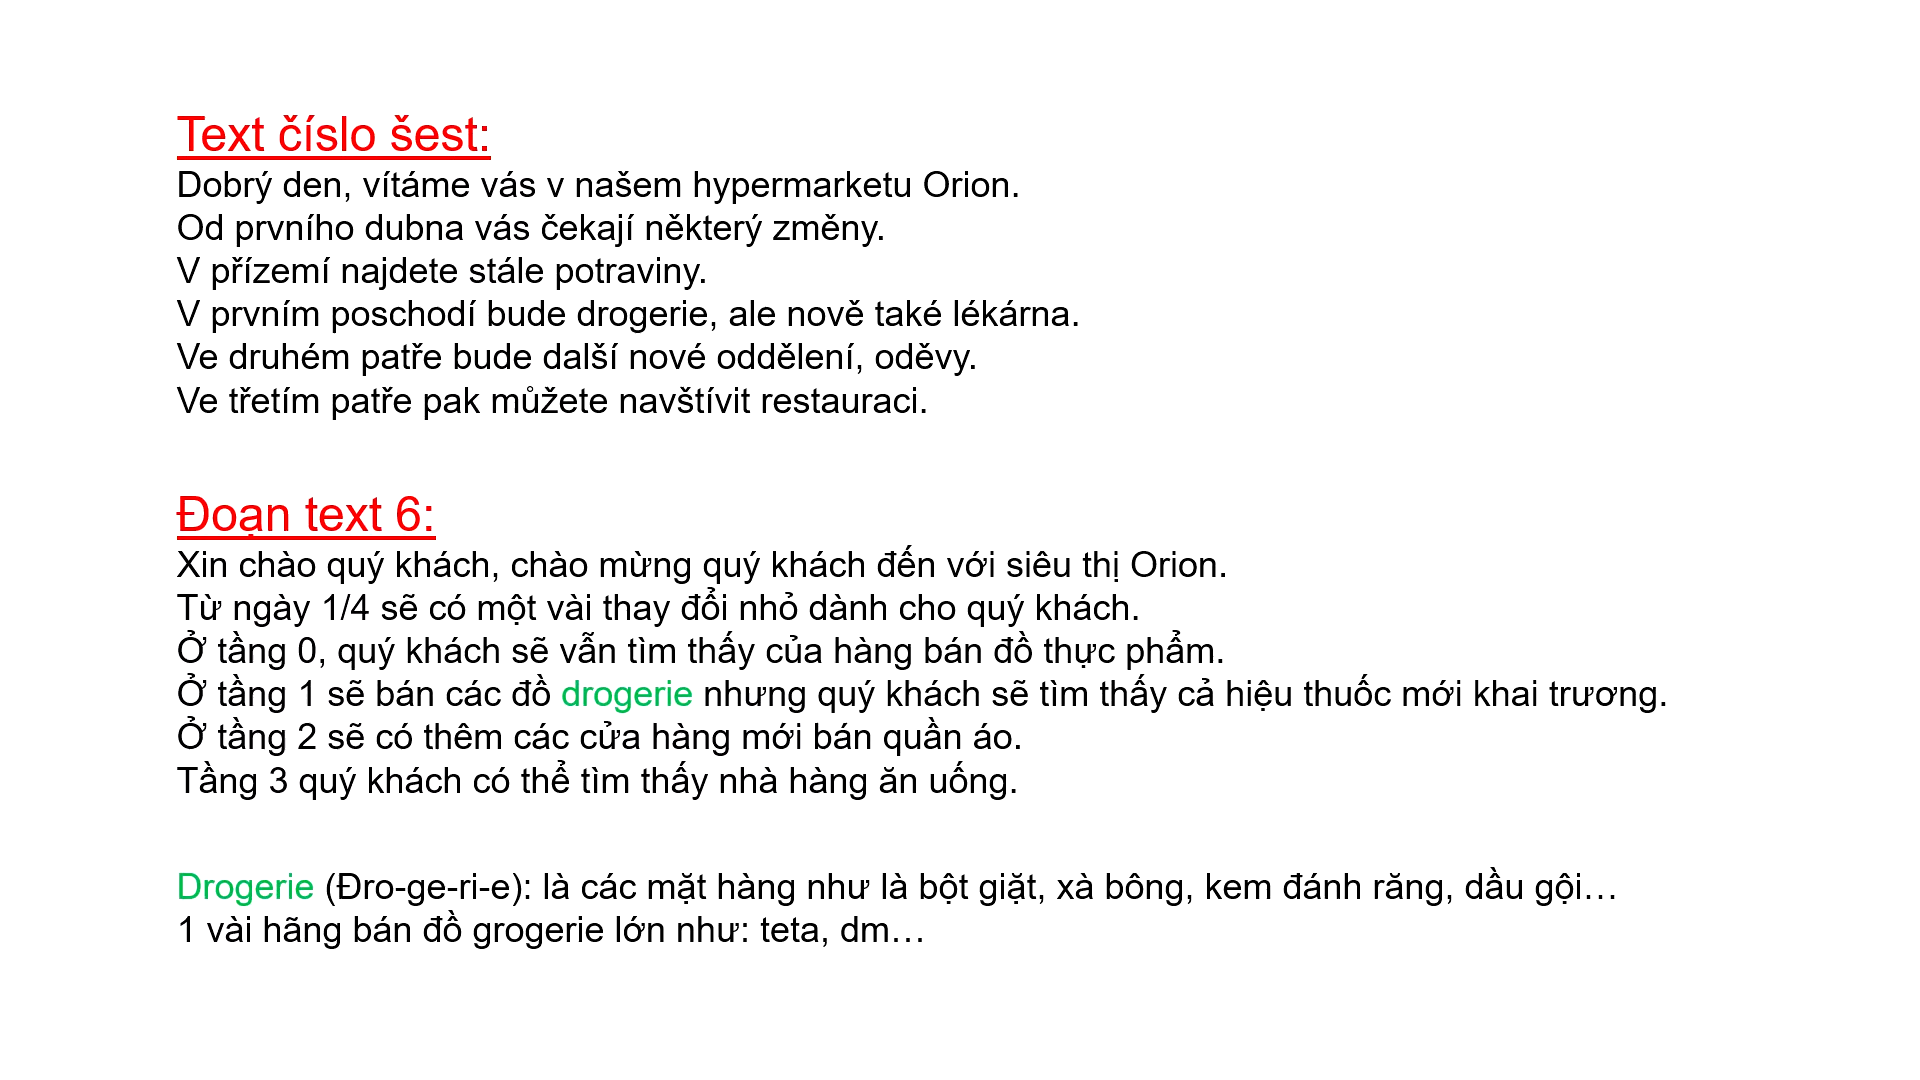 Text číslo šest:
Dobrý den, vítáme vás v našem hypermarketu Orion.
Od prvního dubna vás čekají některý změny.
V přízemí najdete stále potraviny.
V prvním poschodí bude drogerie, ale nově také lékárna.
Ve druhém patře bude další nové oddělení, oděvy.
Ve třetím patře pak můžete navštívit restauraci.
Đoạn text 6:
Xin chào quý khách, chào mừng quý khách đến với siêu thị Orion.
Từ ngày 1/4 sẽ có một vài thay đổi nhỏ dành cho quý khách.
Ở tầng 0, quý khách sẽ vẫn tìm thấy của hàng bán đồ thực phẩm.
Ở tầng 1 sẽ bán các đồ drogerie nhưng quý khách sẽ tìm thấy cả hiệu thuốc mới khai trương.
Ở tầng 2 sẽ có thêm các cửa hàng mới bán quần áo.
Tầng 3 quý khách có thể tìm thấy nhà hàng ăn uống.
Drogerie (Đro-ge-ri-e): là các mặt hàng như là bột giặt, xà bông, kem đánh răng, dầu gội…
1 vài hãng bán đồ grogerie lớn như: teta, dm…